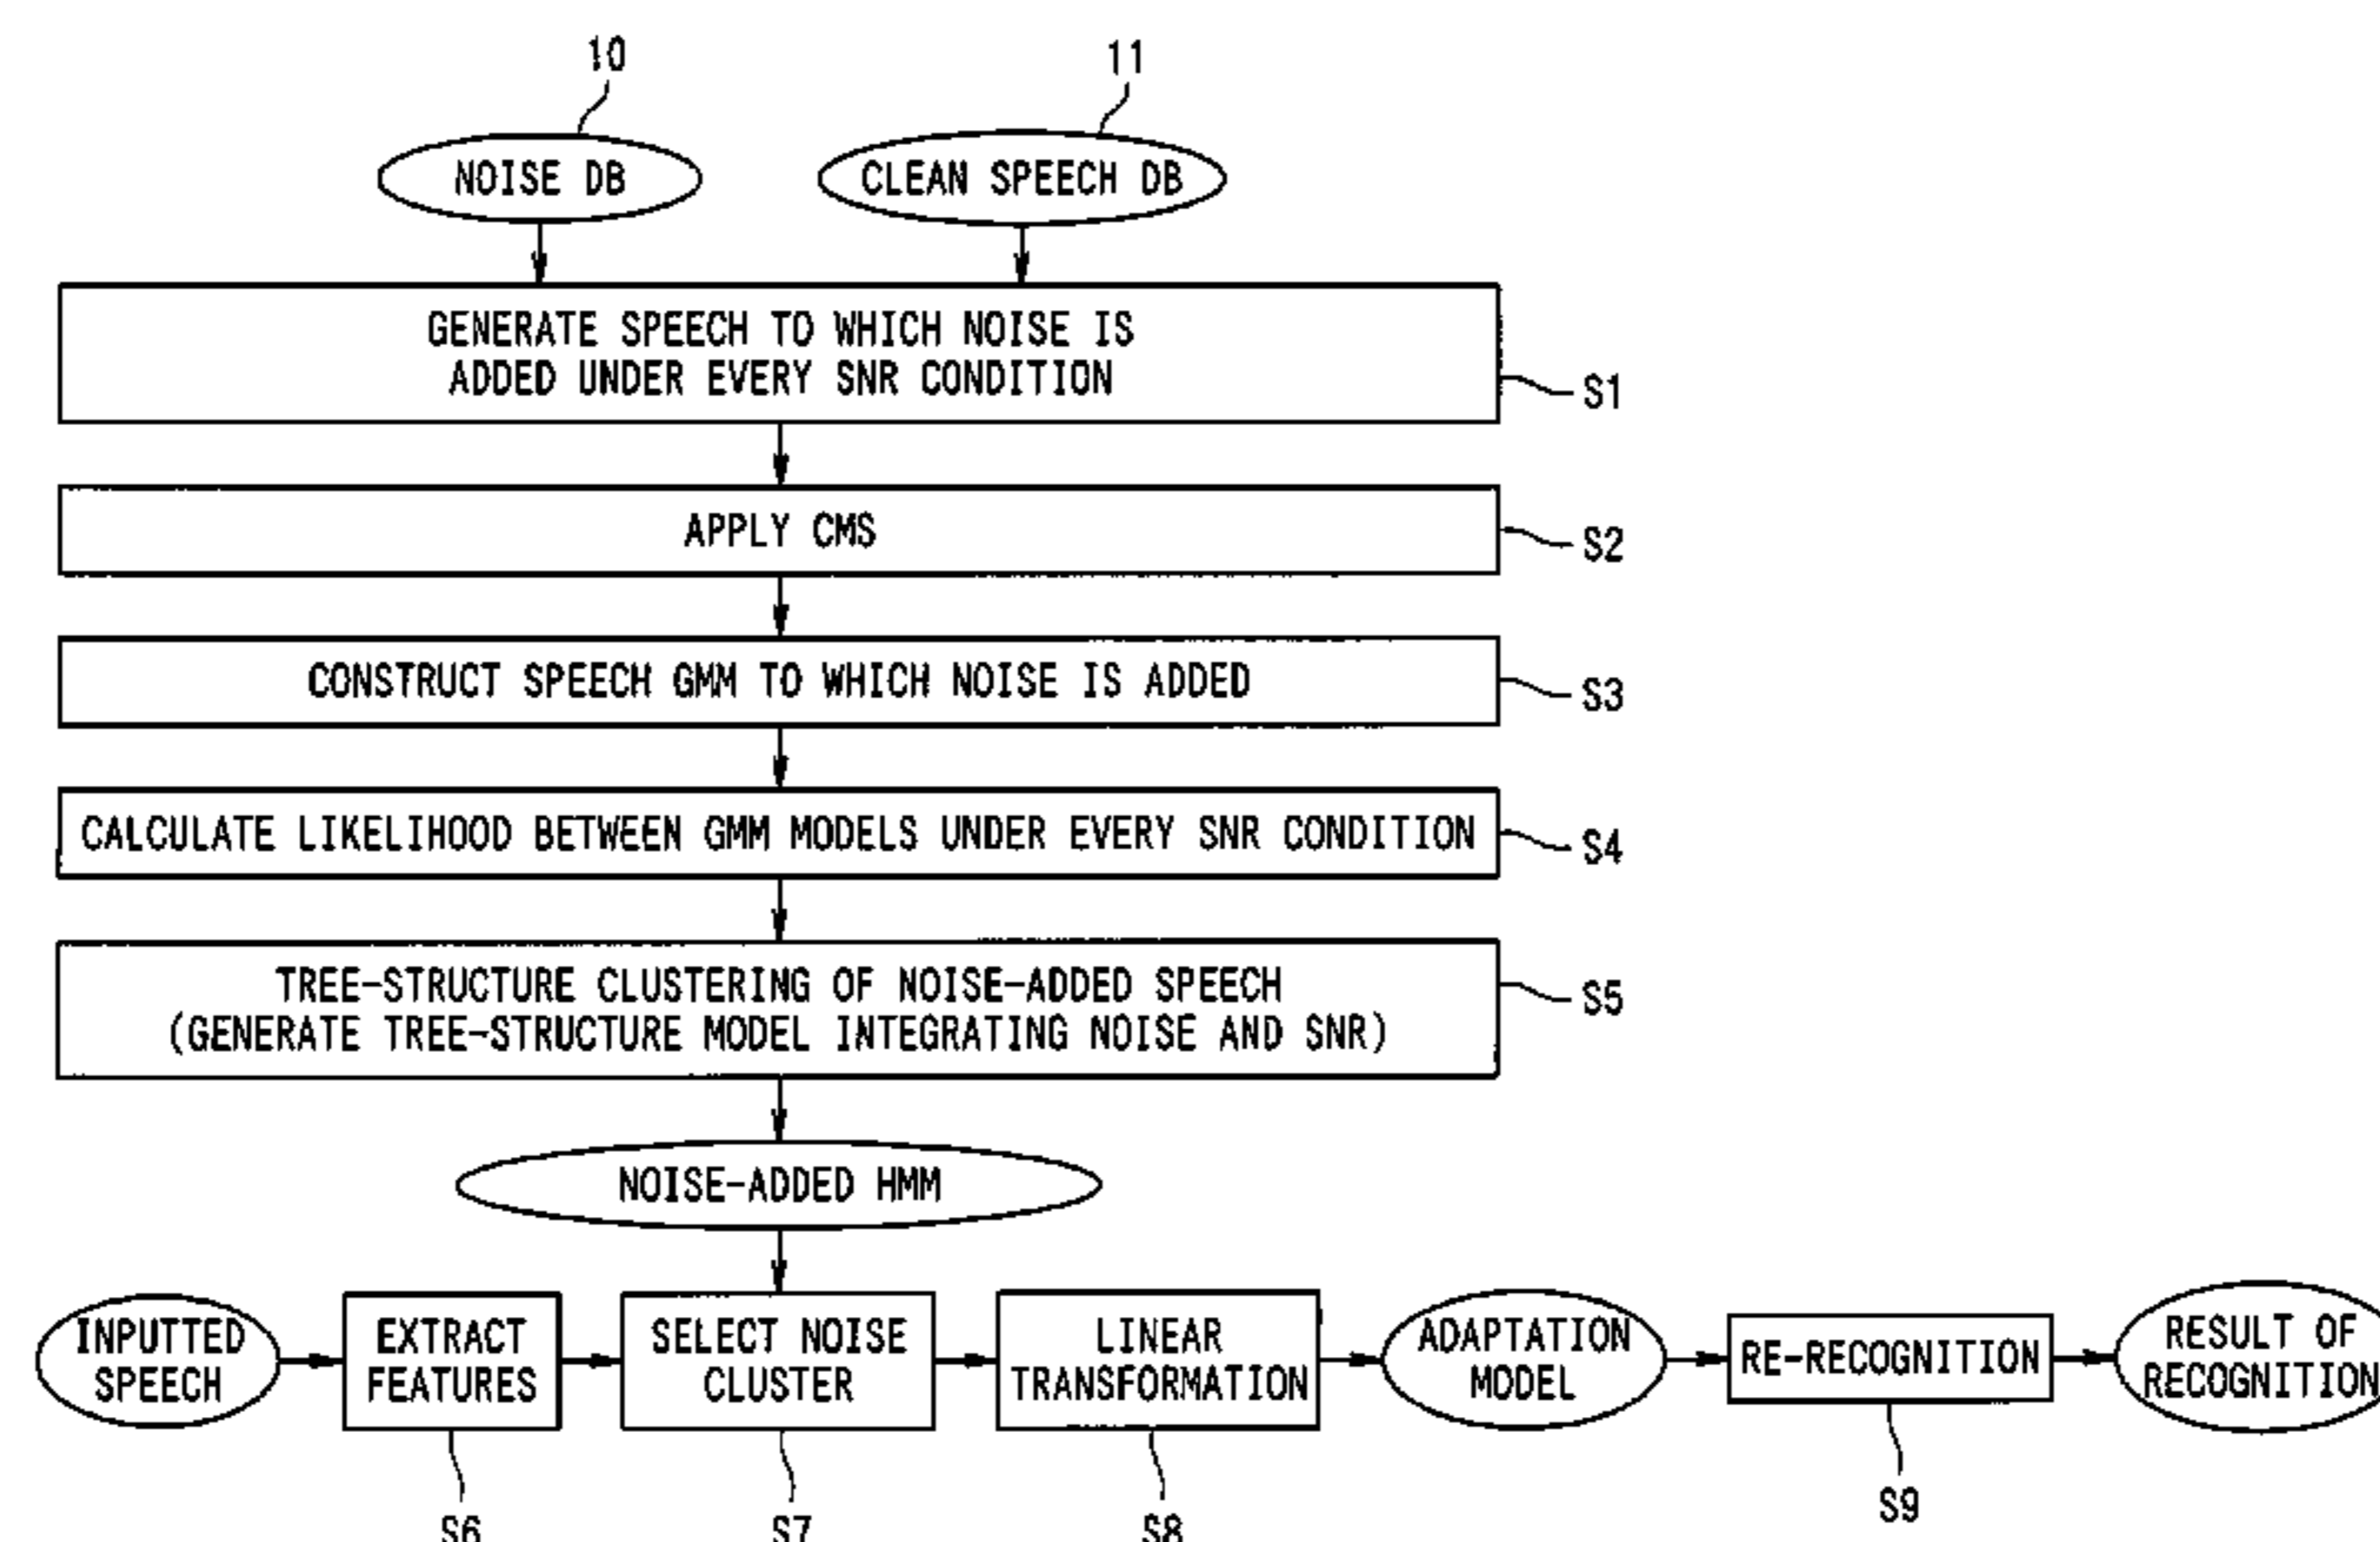 10
11
NOISE DB
CLEAN SPEECH DB
GENERATE SPEECH TO WHICH NOISE IS
ADDED UNDER EVERY SNR CONDITION
S1
APPLY CMS
S2
CONSTRUCT SPEECH GMM TO WHICH NOISE IS ADDED
S3
CALCULATE LIKELIHOOD BETWEEN GMM MODELS UNDER EVERY SNR CONDITION
S4
TREE-STRUCTURE CLUSTERING OF NOISE-ADDED SPEECH
(GENERATE TREE-STRUCTURE MODEL INTEGRATING NOISE AND SNR)
S5
NOISE-ADDED HMM
INPUTTED
SPEECH
EXTRACT
FEATURES
SELECT NOISE
CLUSTER
LINEAR
TRANSFORMATION
ADAPTATION
MODEL
RE-RECOGNITION
RESULT OF
RECOGNITION
S6
S7
S8
S9